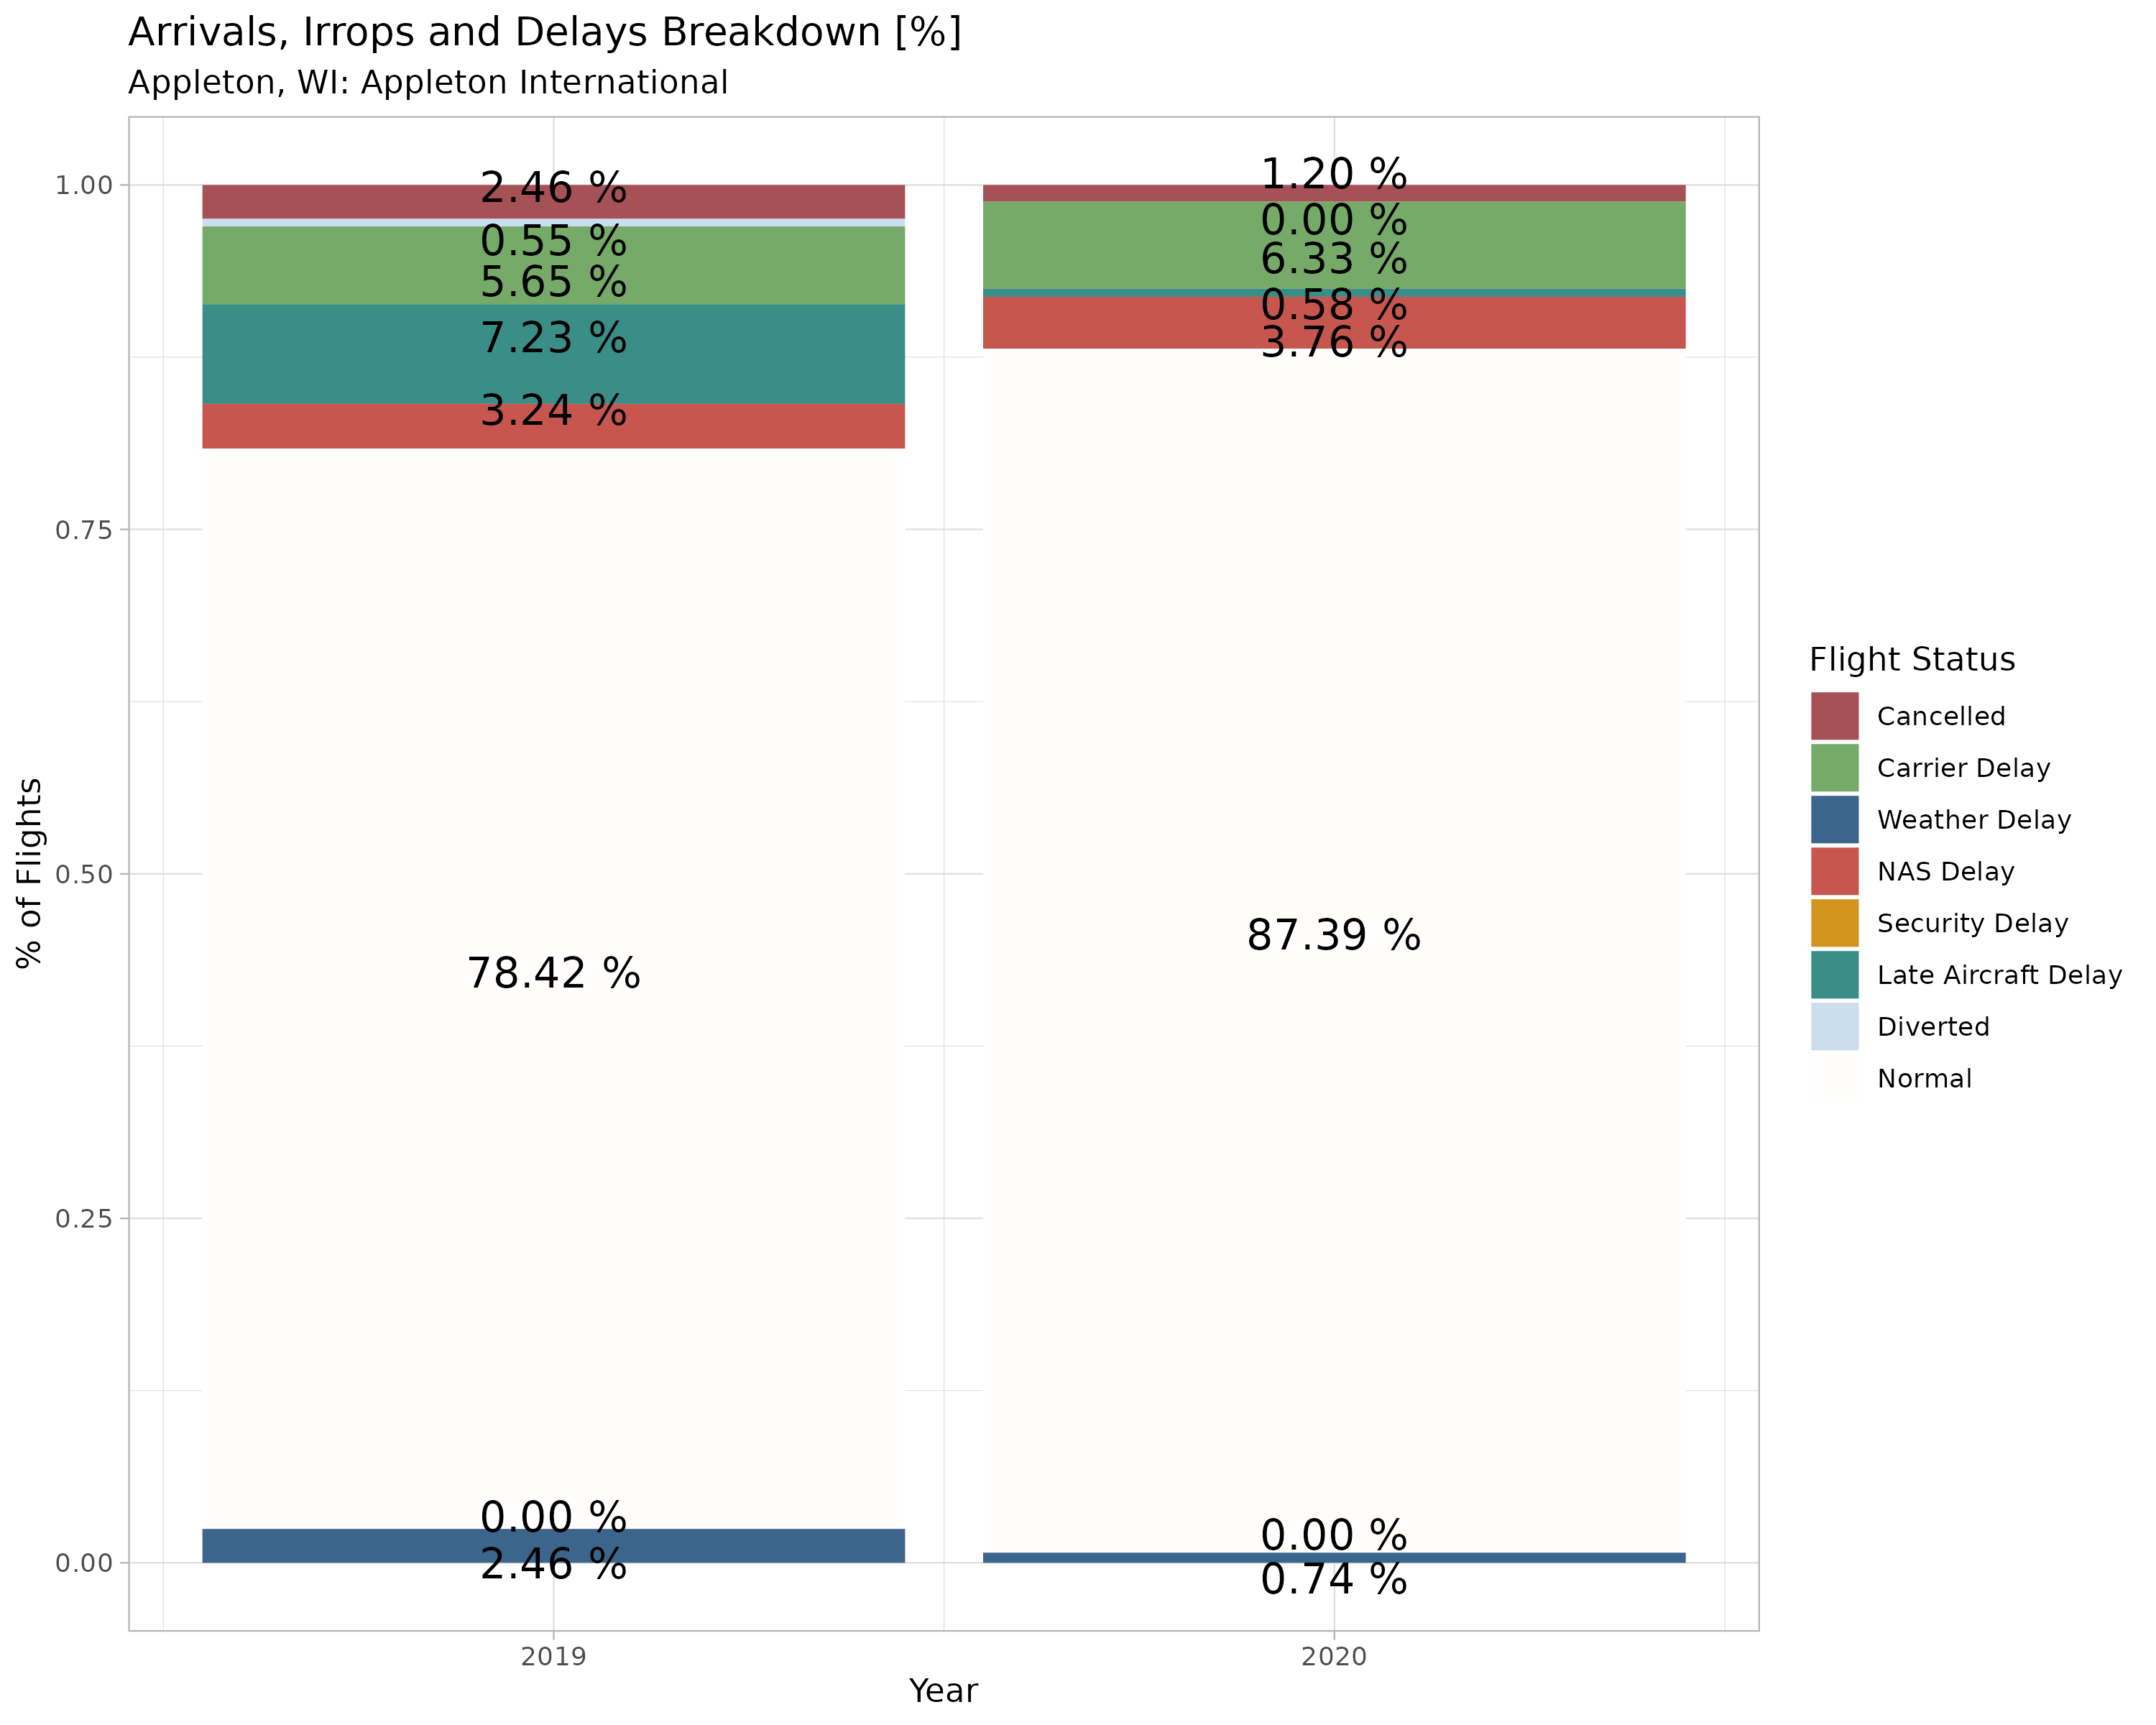 Arrivals, Irrops and Delays Breakdown [%]
Appleton, WI: Appleton International
% of Flights
1.00
0.75
0.50
0.25
0.00
2.46 %
0.55 %
5.65 %
7.23 %
3.24 %
78.42 %
0.00 %
2.46 %
1.20 %
0.00 %
6.33 %
0.58 %
3.76 %
87.39 %
0.00 %
0.74 %
2019
2020
Year
Flight Status
Cancelled
Carrier Delay
Weather Delay
NAS Delay
Security Delay
Late Aircraft Delay
Diverted
Normal